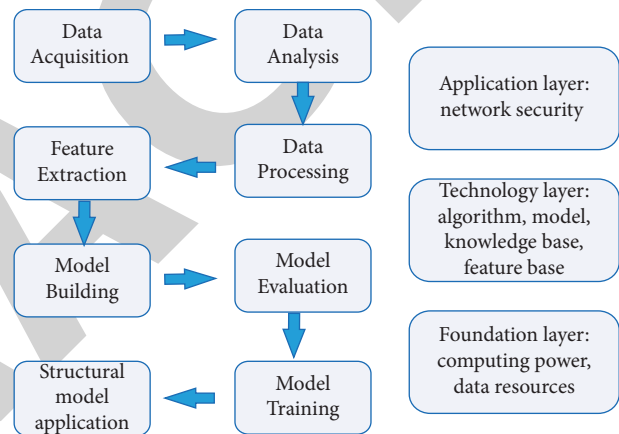 Data
Acquisition
Data
Analysis
Feature
Extraction
Data
Processing
Model
Building
Model
Evaluation
Structural
model
application
Model
Training
Application layer:
network security
Technology layer:
algorithm, model,
knowledge base,
feature base
Foundation layer:
computing power,
data resources